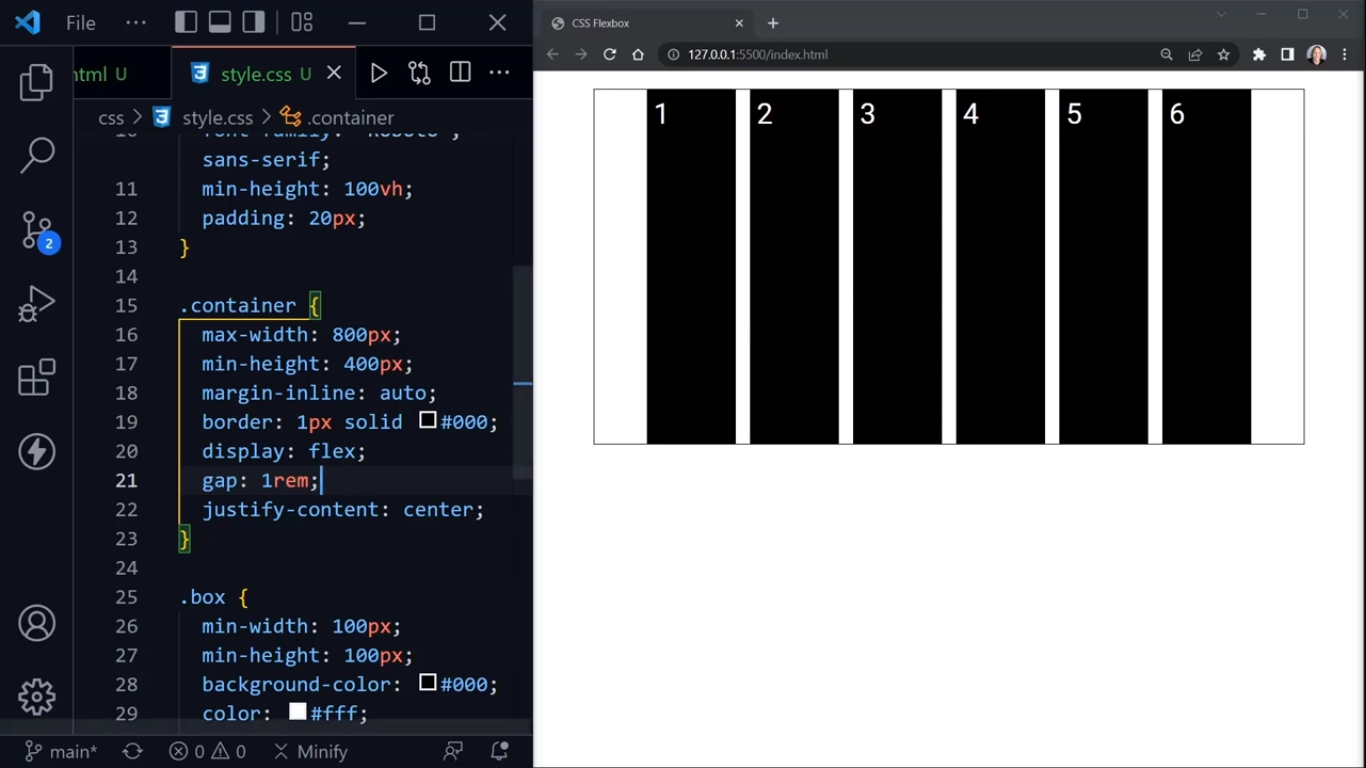 File
html U
style.css U
css > style.css > .container
10 font-family: "Roboto",
sans-serif;
11 min-height: 100vh;
12 padding: 20px;
13 }
14
15 .container {
16 max-width: 800px;
17 min-height: 400px;
18 margin-inline: auto;
19 border: 1px solid #000;
20 display: flex;
21 gap: 1rem;
22 justify-content: center;
23 }
24
25 .box {
26 min-width: 100px;
27 min-height: 100px;
28 background-color: #000;
29 color: #fff;
2
main* 0 0 Minify
CSS Flexbox
127.0.0.1:5500/index.html
1 2 3 4 5 6